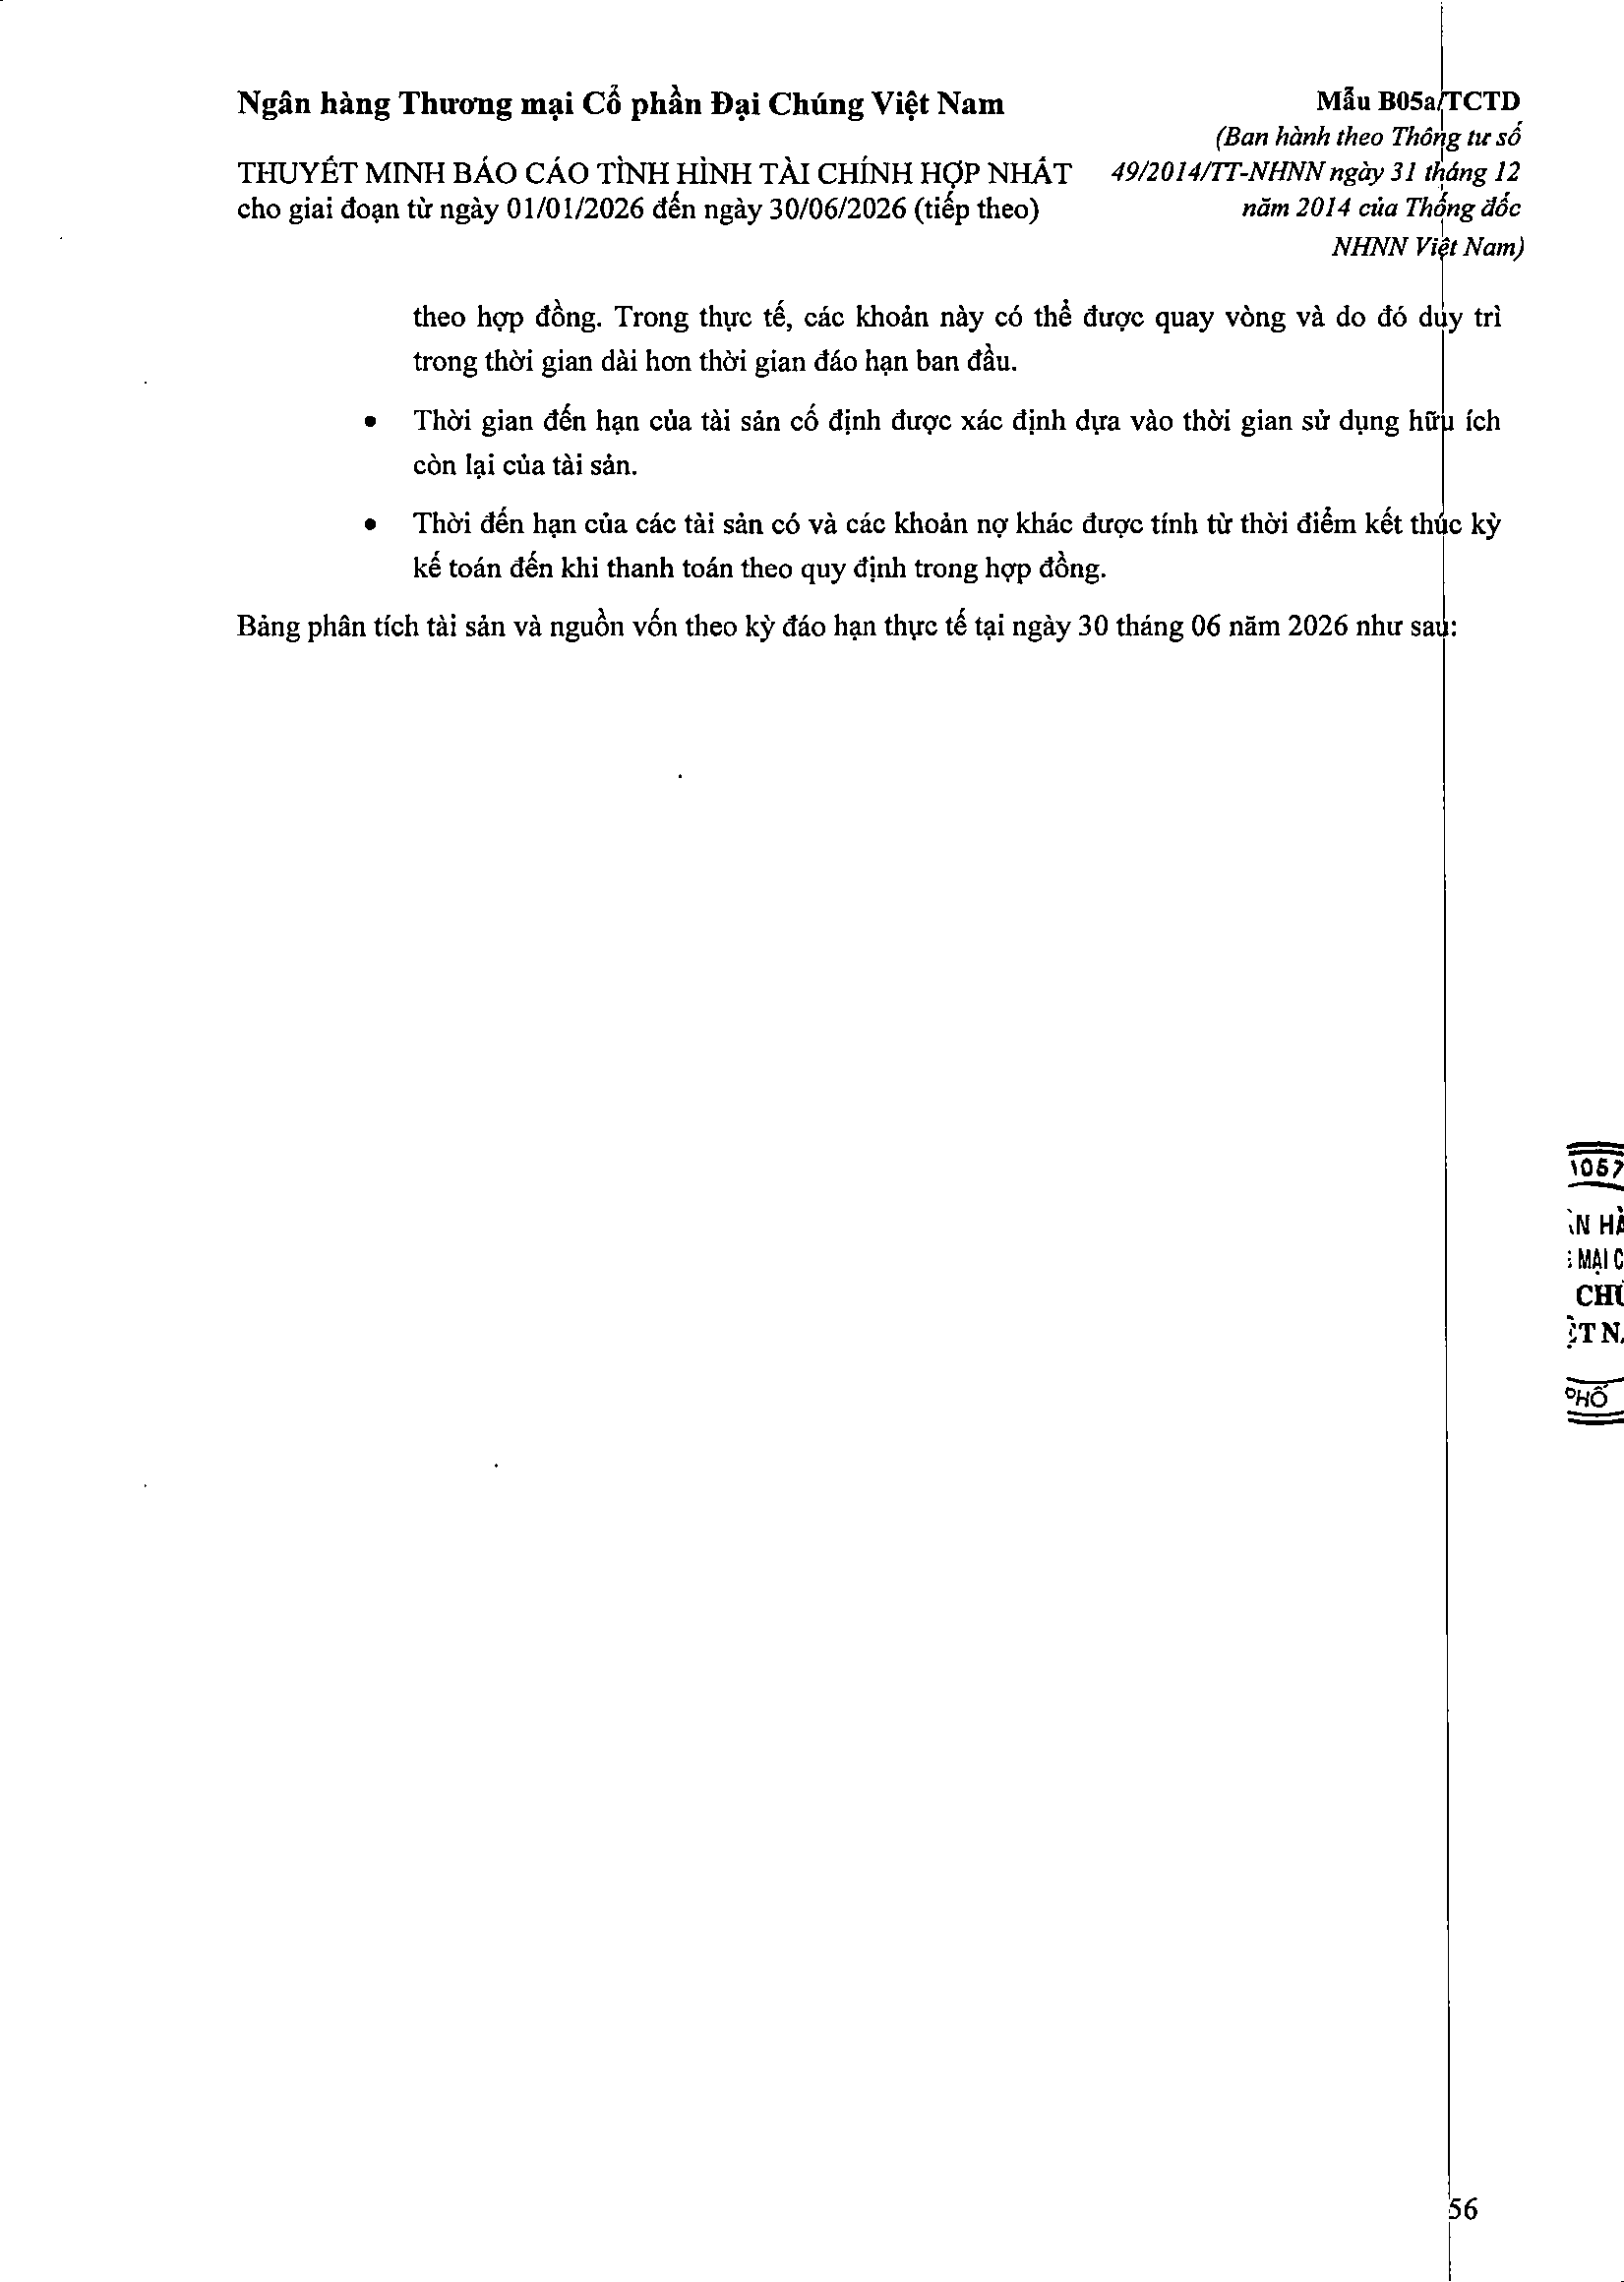 Ngân hàng Thương mại Cổ phần Đại Chúng Việt Nam
Mẫu B05a/TCTD
(Ban hành theo Thông tư số
THUYẾT MINH BÁO CÁO TÌNH HÌNH TÀI CHÍNH HỢP NHẤT
49/2014/TT-NHNN ngày 31 tháng 12
cho giai đoạn từ ngày 01/01/2026 đến ngày 30/06/2026 (tiếp theo)
năm 2014 của Thống đốc
NHNN Việt Nam)
theo hợp đồng. Trong thực tế, các khoản này có thể được quay vòng và do đó duy trì
trong thời gian dài hơn thời gian đáo hạn ban đầu.
• Thời gian đến hạn của tài sản cố định được xác định dựa vào thời gian sử dụng hữu ích
còn lại của tài sản.
• Thời đến hạn của các tài sản có và các khoản nợ khác được tính từ thời điểm kết thúc kỳ
kế toán đến khi thanh toán theo quy định trong hợp đồng.
Bảng phân tích tài sản và nguồn vốn theo kỳ đáo hạn thực tế tại ngày 30 tháng 06 năm 2026 như sau:
057
N HÀ
MẠI C
CHÚ
ỆT N
PHỐ
56